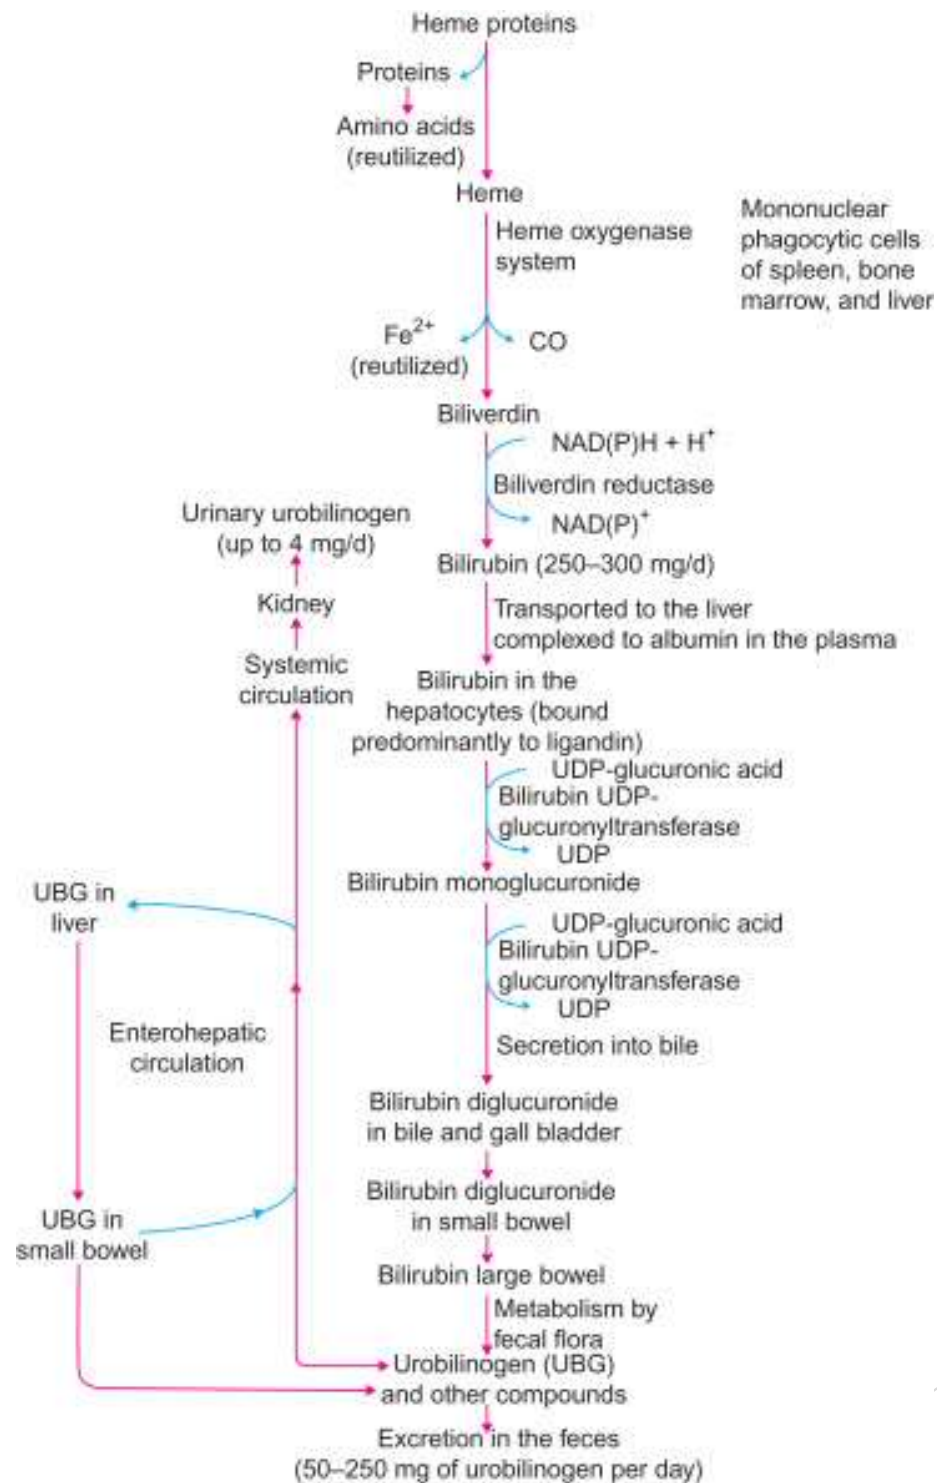 Heme proteins
Proteins
Amino acids
(reutilized)
Heme
Heme oxygenase
system
Mononuclear
phagocytic cells
of spleen, bone
marrow, and liver
Fe2+
(reutilized)
CO
Biliverdin
NAD(P)H + H+
Biliverdin reductase
NAD(P)+
Bilirubin (250–300 mg/d)
Transported to the liver
complexed to albumin in the plasma
Bilirubin in the
hepatocytes (bound
predominantly to ligandin)
UDP-glucuronic acid
Bilirubin UDP-
glucuronyltransferase
UDP
Bilirubin monoglucuronide
UDP-glucuronic acid
Bilirubin UDP-
glucuronyltransferase
UDP
Secretion into bile
Bilirubin diglucuronide
in bile and gall bladder
Bilirubin diglucuronide
in small bowel
Bilirubin large bowel
Metabolism by
fecal flora
Urobilinogen (UBG)
and other compounds
Excretion in the feces
(50–250 mg of urobilinogen per day)
Urinary urobilinogen
(up to 4 mg/d)
Kidney
Systemic
circulation
UBG in
liver
Enterohepatic
circulation
UBG in
small bowel